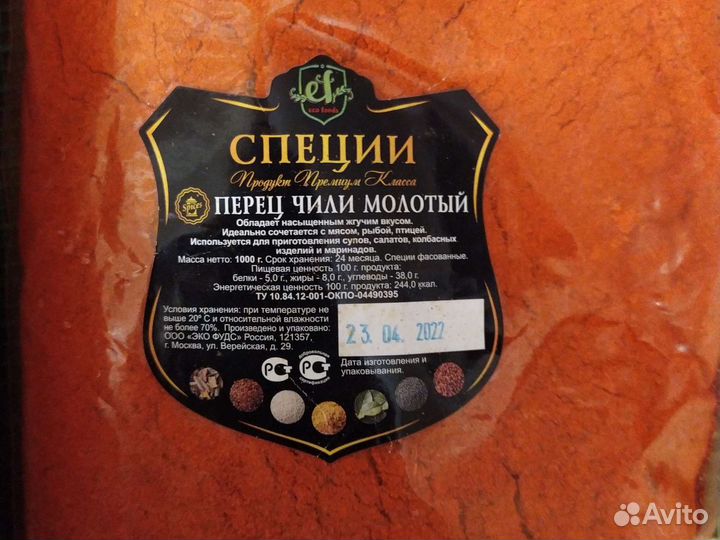 ef
eco foods
СПЕЦИИ
Продукт Премиум Класса
Spices
ПЕРЕЦ ЧИЛИ МОЛОТЫЙ
Обладает насыщенным жгучим вкусом.
Идеально сочетается с мясом, рыбой, птицей.
Используется для приготовления супов, салатов, колбасных
изделий и маринадов.
Масса нетто: 1000 г. Срок хранения: 24 месяца. Специи фасованные.
Пищевая ценность 100 г. продукта:
белки - 5,0 г., жиры - 8,0 г., углеводы - 38,0 г.
Энергетическая ценность 100 г. продукта: 244,0 ккал.
ТУ 10.84.12-001-ОКПО-04490395
Условия хранения: при температуре не
выше 20° С и относительной влажности
не более 70%. Произведено и упаковано:
ООО «ЭКО ФУДС» Россия, 121357,
г. Москва, ул. Верейская, д. 29.
23. 04. 2022
Дата изготовления и
упаковывания.
РСТ
добровольная
РСТ
сертификация
Avito